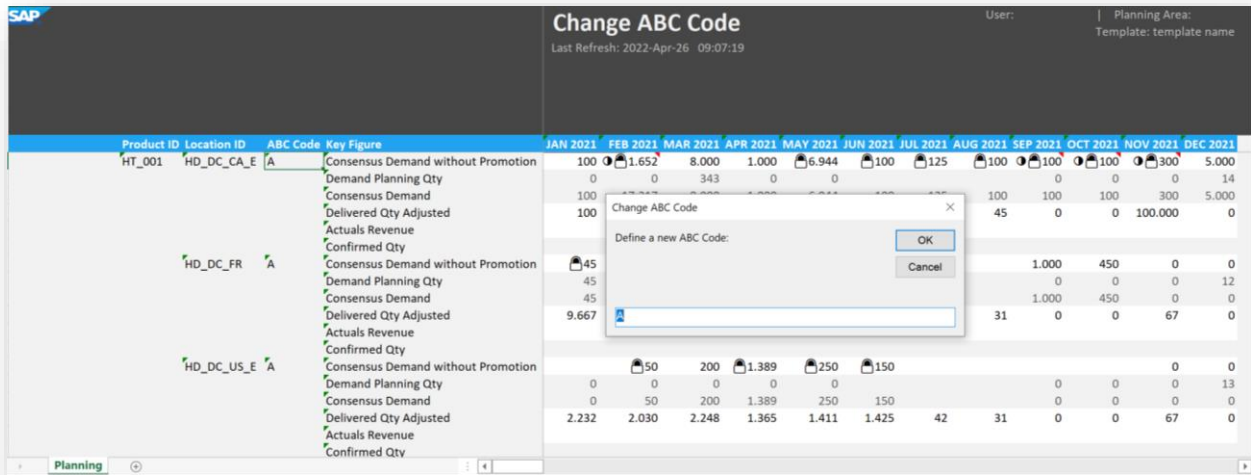 SAP
Change ABC Code
User: | Planning Area:
Last Refresh: 2022-Apr-26 09:07:19
Template: template name
Product ID Location ID ABC Code Key Figure JAN 2021 FEB 2021 MAR 2021 APR 2021 MAY 2021 JUN 2021 JUL 2021 AUG 2021 SEP 2021 OCT 2021 NOV 2021 DEC 2021
HT_001 HD_DC_CA_E A Consensus Demand without Promotion 100 1.652 8.000 1.000 6.944 100 125 100 100 100 300 5.000
Demand Planning Qty 0 0 343 0 0 0 0 0 14
Consensus Demand 100 100 100 100 300 5.000
Delivered Qty Adjusted 100 45 0 0 100.000 0
Actuals Revenue
Confirmed Qty
HD_DC_FR A Consensus Demand without Promotion 45 1.000 450 0 0
Demand Planning Qty 45 0 0 0 12
Consensus Demand 45 1.000 450 0 0
Delivered Qty Adjusted 9.667 31 0 0 67 0
Actuals Revenue
Confirmed Qty
HD_DC_US_E A Consensus Demand without Promotion 50 200 1.389 250 150 0 0
Demand Planning Qty 0 0 0 0 0 0 0 0 0 13
Consensus Demand 0 50 200 1.389 250 150 0 0 0 0
Delivered Qty Adjusted 2.232 2.030 2.248 1.365 1.411 1.425 42 31 0 0 67 0
Actuals Revenue
Confirmed Qty
Change ABC Code
Define a new ABC Code:
OK
Cancel
A
Planning